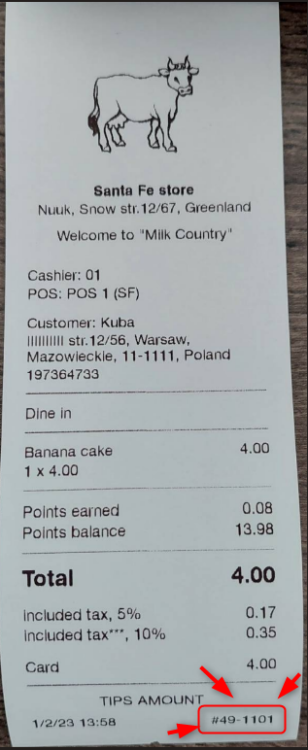 Santa Fe store
Nuuk, Snow str.12/67, Greenland
Welcome to "Milk Country"
Cashier: 01
POS: POS 1 (SF)
Customer: Kuba
IIIIIIIIII str.12/56, Warsaw,
Mazowieckie, 11-1111, Poland
197364733
Dine in
Banana cake 4.00
1 x 4.00
Points earned 0.08
Points balance 13.98
Total 4.00
included tax, 5% 0.17
included tax***, 10% 0.35
Card 4.00
TIPS AMOUNT
1/2/23 13:58 #49-1101